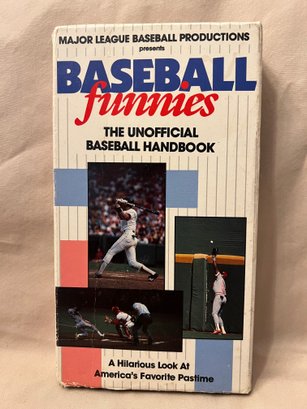 MAJOR LEAGUE BASEBALL PRODUCTIONS
presents
BASEBALL
funnies
THE UNOFFICIAL
BASEBALL HANDBOOK
A Hilarious Look At
America's Favorite Pastime